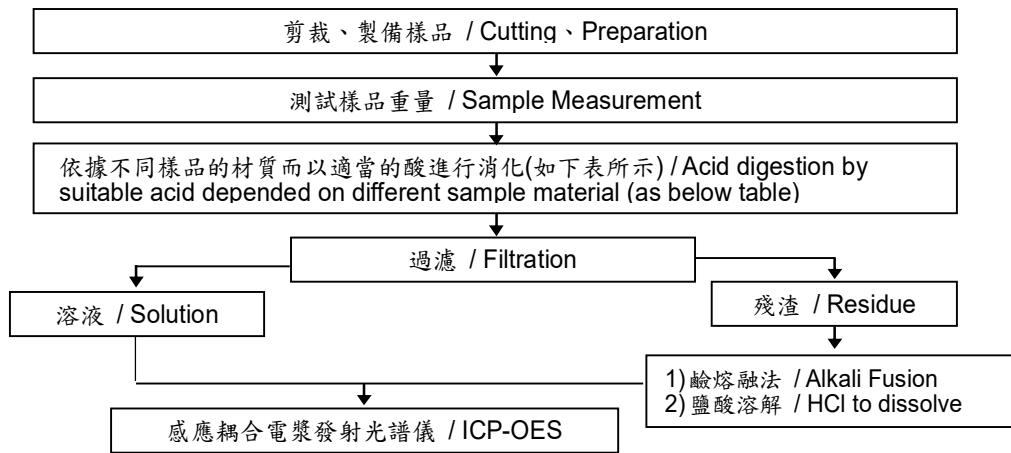 剪裁、製備樣品 / Cutting、Preparation
測試樣品重量 / Sample Measurement
依據不同樣品的材質而以適當的酸進行消化(如下表所示) / Acid digestion by
suitable acid depended on different sample material (as below table)
過濾 / Filtration
溶液 / Solution
殘渣 / Residue
1) 鹼熔融法 / Alkali Fusion
2) 鹽酸溶解 / HCl to dissolve
感應耦合電漿發射光譜儀 / ICP-OES